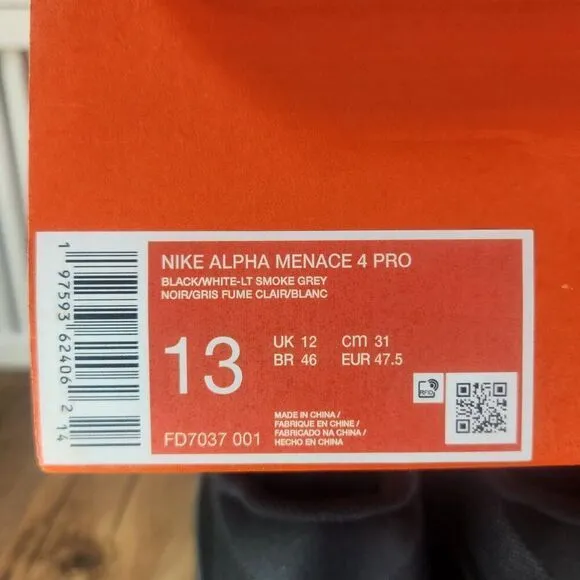 NIKE ALPHA MENACE 4 PRO
BLACK/WHITE-LT SMOKE GREY
NOIR/GRIS FUME CLAIR/BLANC
13
UK 12 cm 31
BR 46 EUR 47.5
RFID
FD7037 001
MADE IN CHINA /
FABRIQUE EN CHINE /
FABRICADO NA CHINA /
HECHO EN CHINA
1 97593 62406 2 14